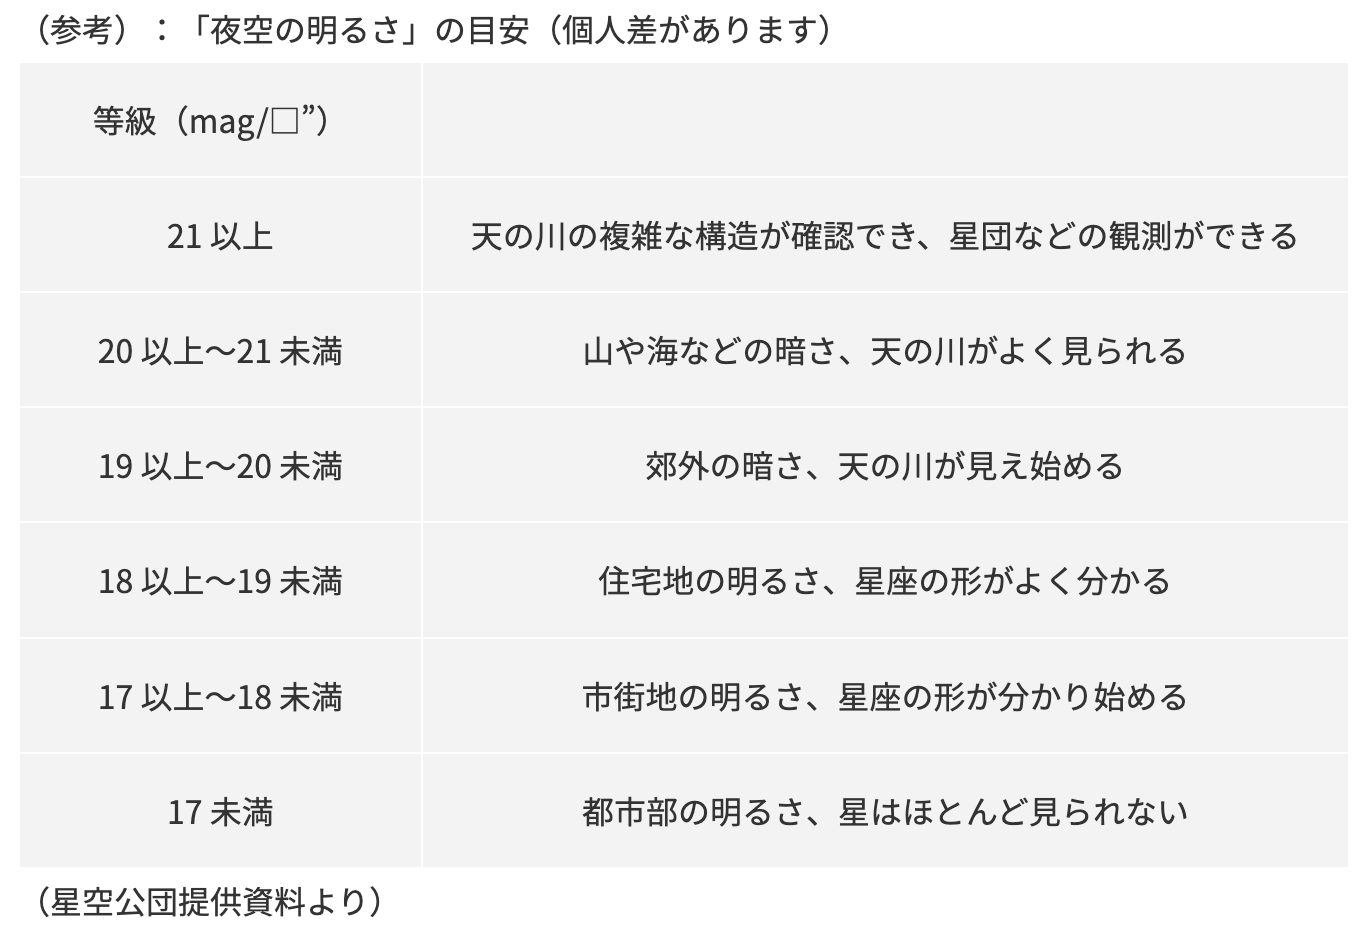 （参考）：「夜空の明るさ」の目安（個人差があります）
等級（mag/□”）
21 以上 天の川の複雑な構造が確認でき、星団などの観測ができる
20 以上～21 未満 山や海などの暗さ、天の川がよく見られる
19 以上～20 未満 郊外の暗さ、天の川が見え始める
18 以上～19 未満 住宅地の明るさ、星座の形がよく分かる
17 以上～18 未満 市街地の明るさ、星座の形が分かり始める
17 未満 都市部の明るさ、星はほとんど見られない
（星空公団提供資料より）